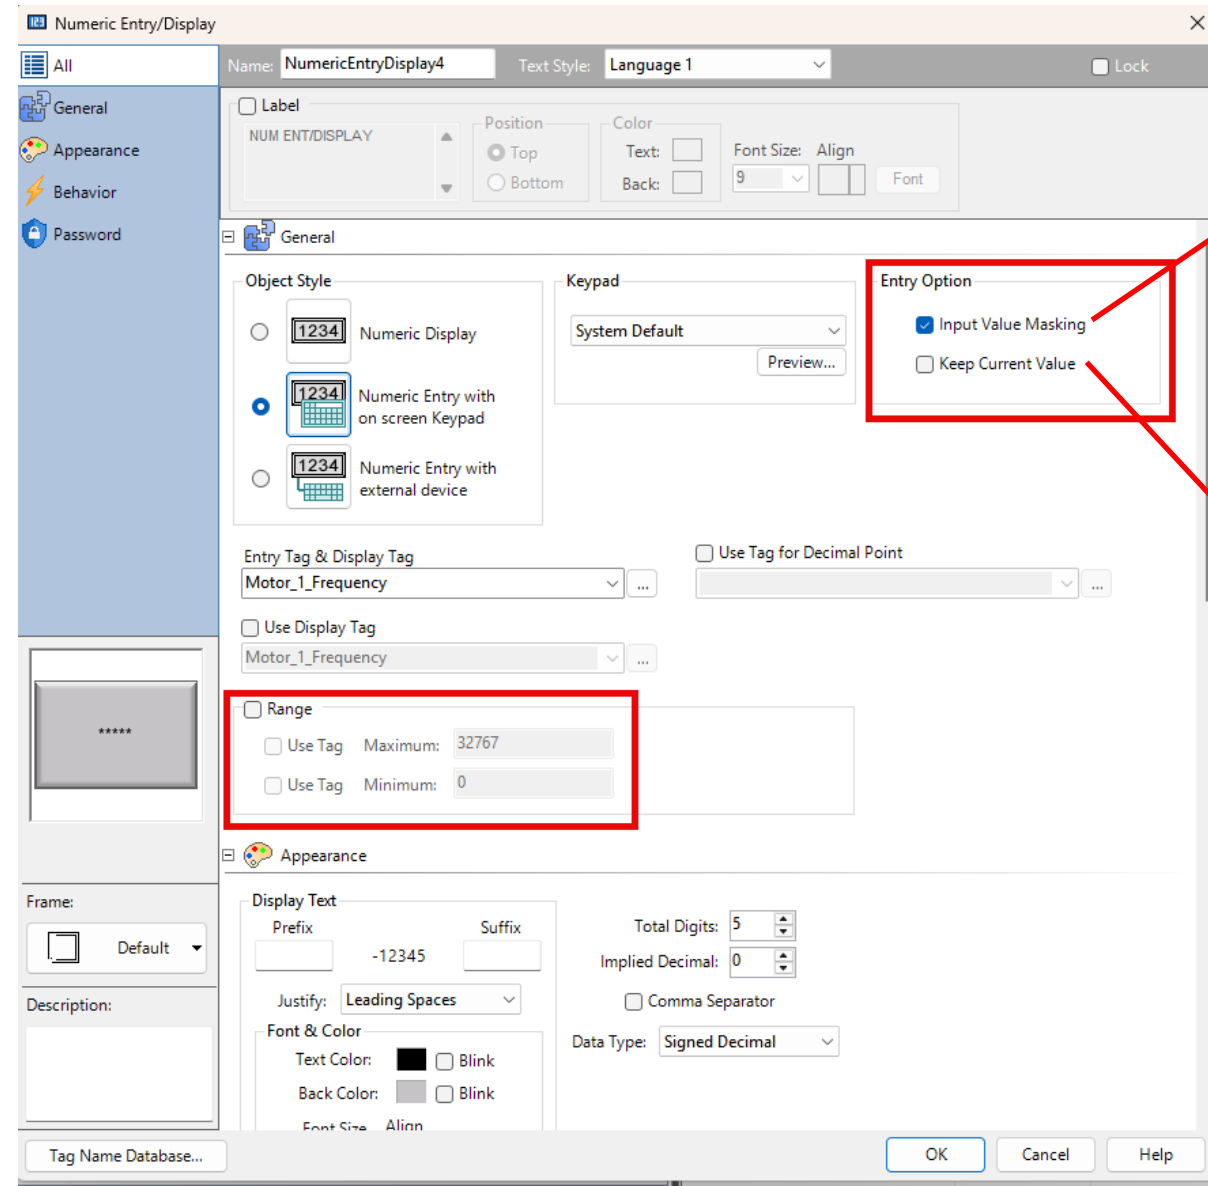 Numeric Entry/Display
All
General
Appearance
Behavior
Password
Name: NumericEntryDisplay4 Text Style: Language 1 Lock
Label
NUM ENT/DISPLAY
Position
Top
Bottom
Color
Text:
Back:
Font Size: Align
9 Font
General
Object Style
1234 Numeric Display
1234 Numeric Entry with
on screen Keypad
1234 Numeric Entry with
external device
Keypad
System Default
Preview...
Entry Option
Input Value Masking
Keep Current Value
Entry Tag & Display Tag
Motor_1_Frequency ...
Use Tag for Decimal Point
...
Use Display Tag
Motor_1_Frequency ...
Range
Use Tag Maximum: 32767
Use Tag Minimum: 0
*****
Appearance
Display Text
Prefix Suffix
-12345
Justify: Leading Spaces
Font & Color
Text Color: Blink
Back Color: Blink
Font Size Align
Total Digits: 5
Implied Decimal: 0
Comma Separator
Data Type: Signed Decimal
Frame:
Default
Description:
Tag Name Database...
OK Cancel Help